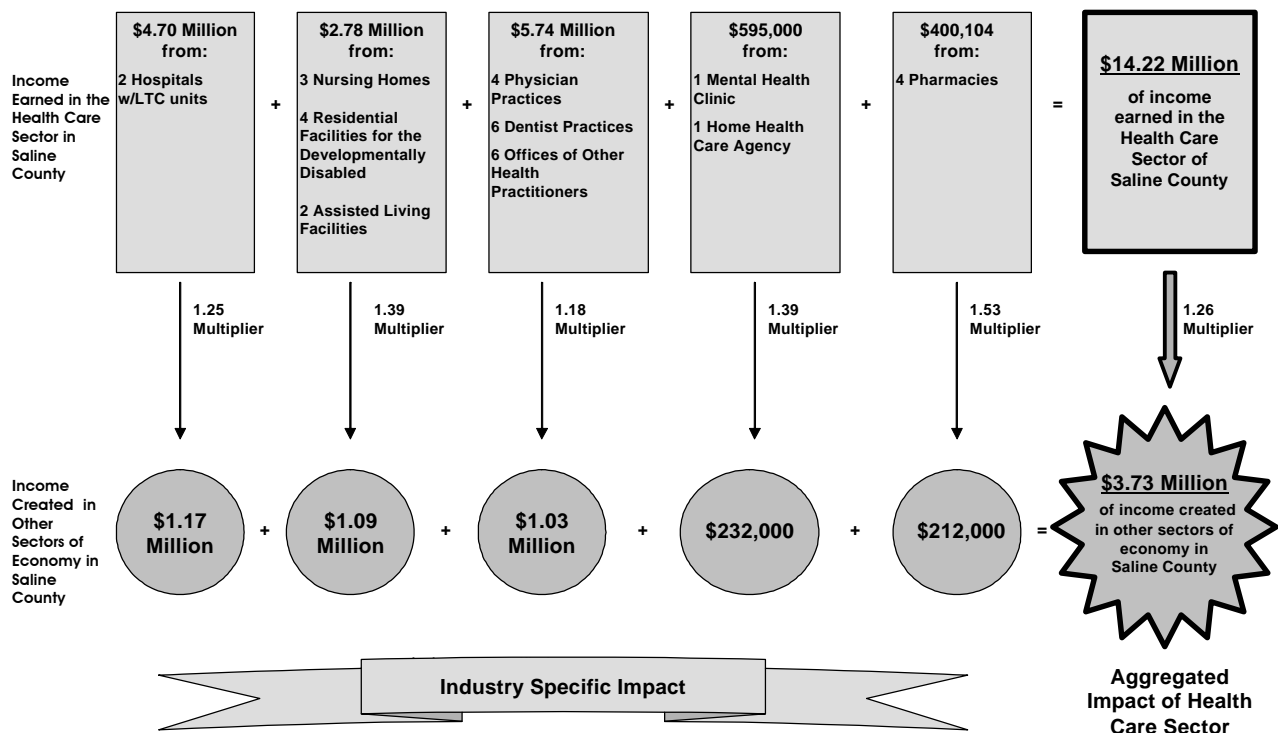 Income
Earned in the
Health Care
Sector in
Saline
County
$4.70 Million
from:
2 Hospitals
w/LTC units
+
$2.78 Million
from:
3 Nursing Homes
4 Residential
Facilities for the
Developmentally
Disabled
2 Assisted Living
Facilities
+
$5.74 Million
from:
4 Physician
Practices
6 Dentist Practices
6 Offices of Other
Health
Practitioners
+
$595,000
from:
1 Mental Health
Clinic
1 Home Health
Care Agency
+
$400,104
from:
4 Pharmacies
=
$14.22 Million
of income
earned in the
Health Care
Sector of
Saline County
1.25
Multiplier
1.39
Multiplier
1.18
Multiplier
1.39
Multiplier
1.53
Multiplier
1.26
Multiplier
Income
Created in
Other
Sectors of
Economy in
Saline
County
$1.17
Million
+
$1.09
Million
+
$1.03
Million
+
$232,000
+
$212,000
=
$3.73 Million
of income created
in other sectors of
economy in
Saline County
Industry Specific Impact
Aggregated
Impact of Health
Care Sector